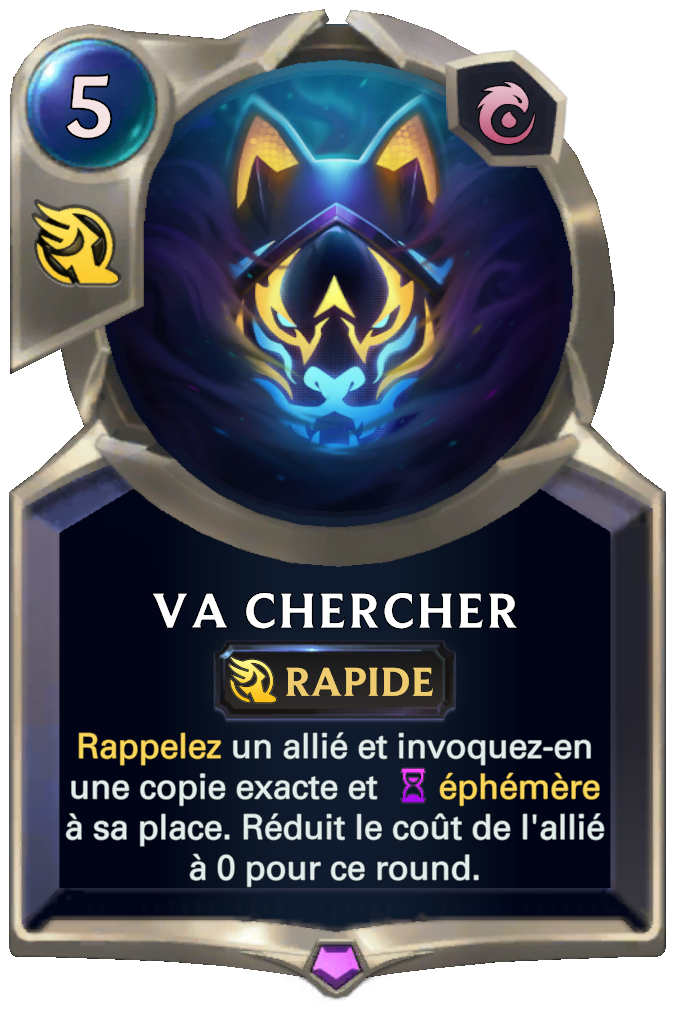 5
VA CHERCHER
RAPIDE
Rappelez un allié et invoquez-en
une copie exacte et éphémère
à sa place. Réduit le coût de l'allié
à 0 pour ce round.